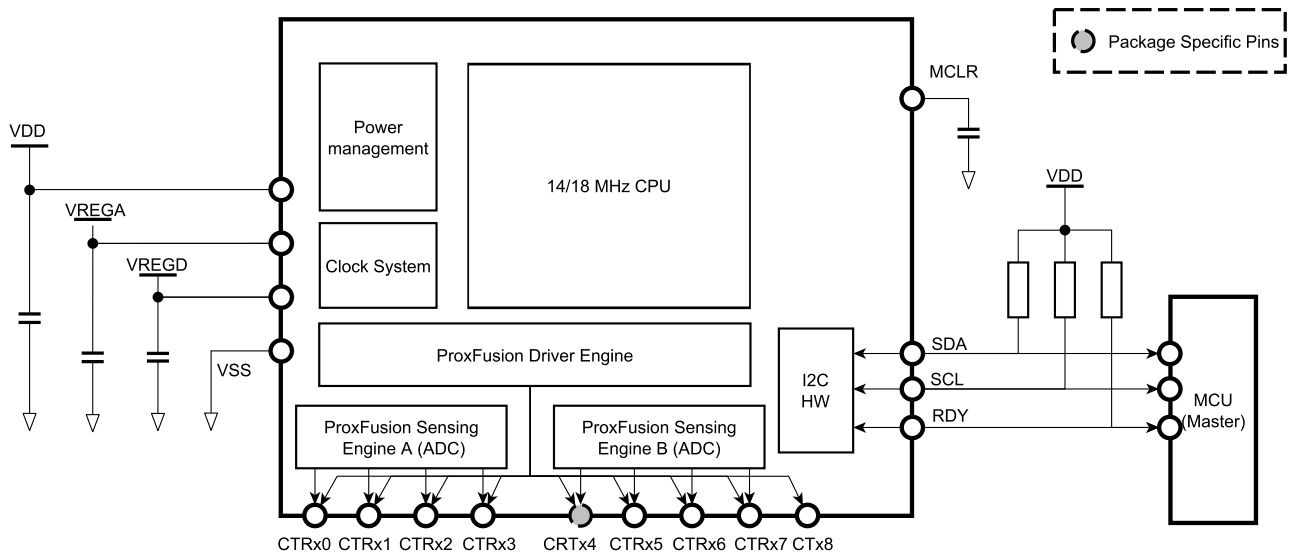 Package Specific Pins
MCLR
VDD
Power
management
14/18 MHz CPU
VDD
VREGA
Clock System
VREGD
ProxFusion Driver Engine
VSS
I2C
HW
SDA
SCL
RDY
MCU
(Master)
ProxFusion Sensing
Engine A (ADC)
ProxFusion Sensing
Engine B (ADC)
CTRx0 CTRx1 CTRx2 CTRx3 CRTx4 CTRx5 CTRx6 CTRx7 CTx8